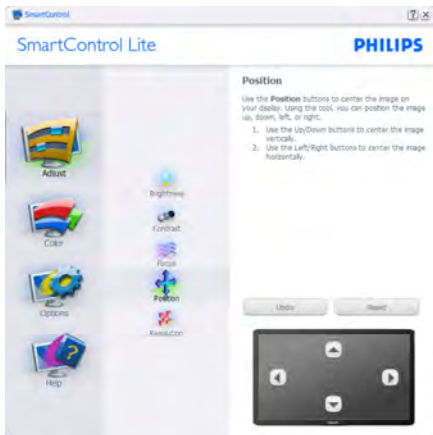 SmartControl
SmartControl Lite
PHILIPS
Position
Use the Position buttons to center the image on
your display. Using the tool, you can position the image
up, down, left, or right.
1. Use the Up/Down buttons to center the image
vertically.
2. Use the Left/Right buttons to center the image
horizontally.
Adjust
Color
Options
Help
Brightness
Contrast
Focus
Position
Resolution
Undo
Reset